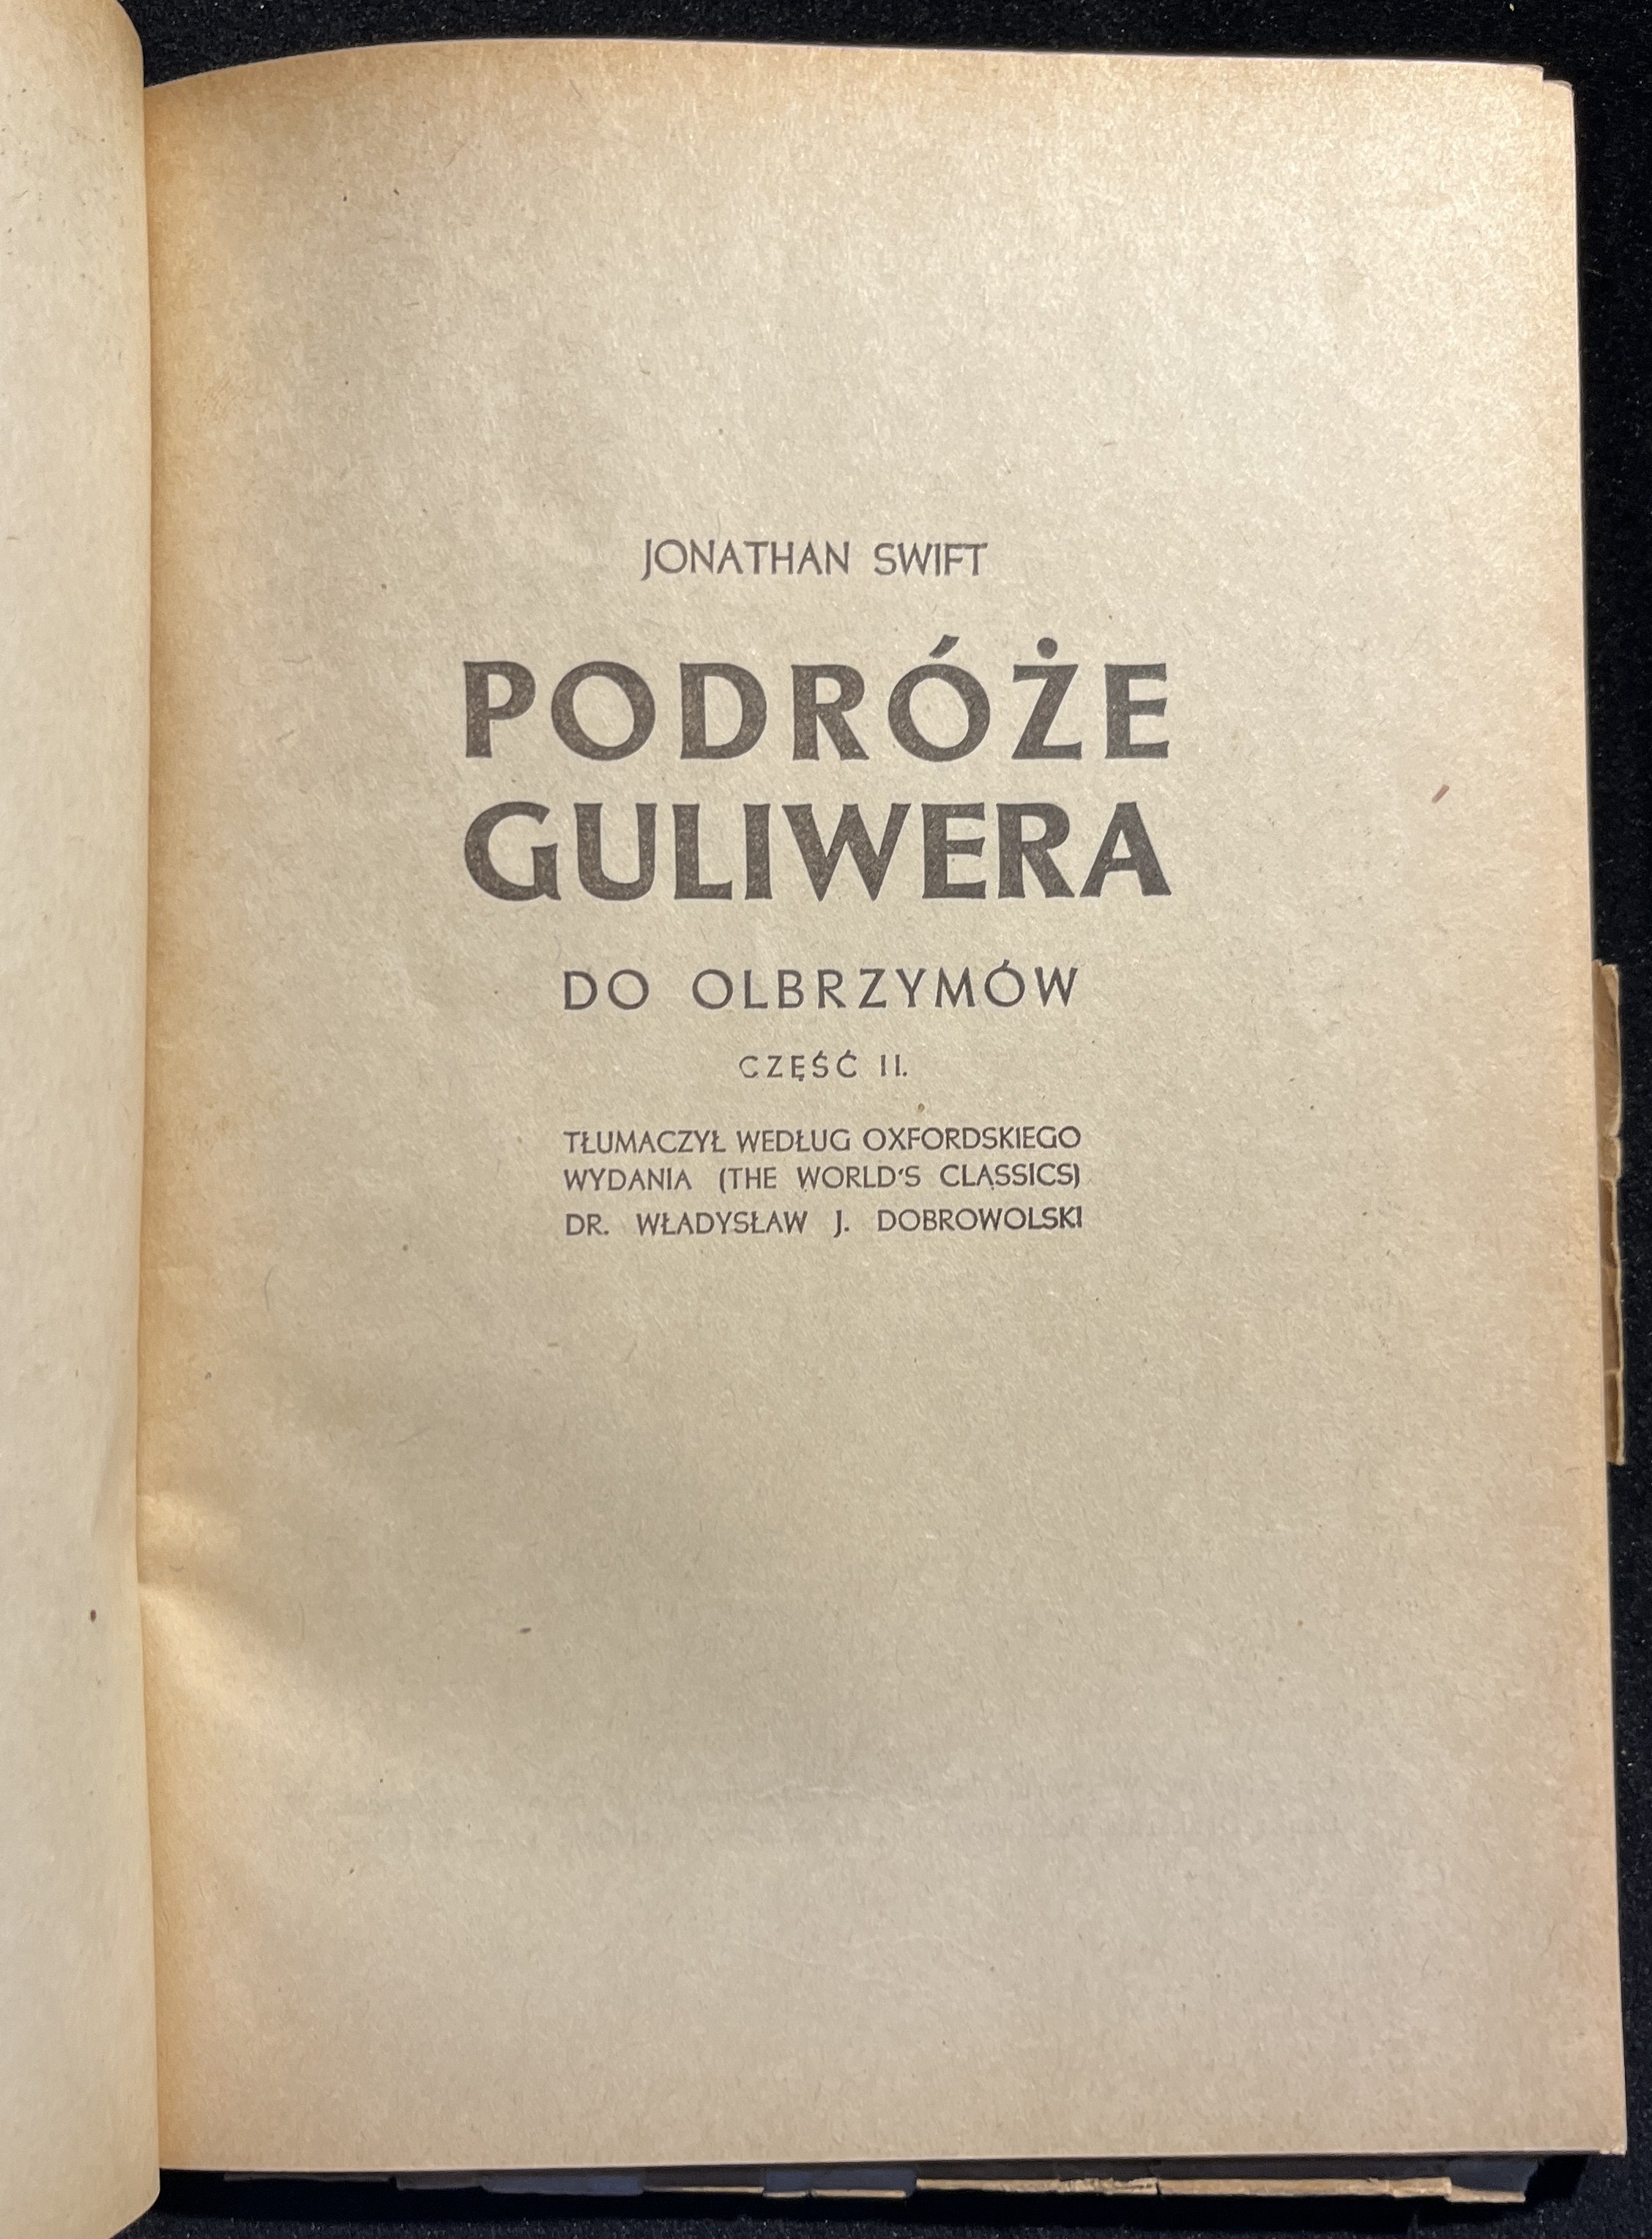 JONATHAN SWIFT
PODRÓŻE
GULIWERA
DO OLBRZYMÓW
CZĘŚĆ II.
TŁUMACZYŁ WEDŁUG OXFORDSKIEGO
WYDANIA (THE WORLD'S CLASSICS)
DR. WŁADYSŁAW J. DOBROWOLSKI